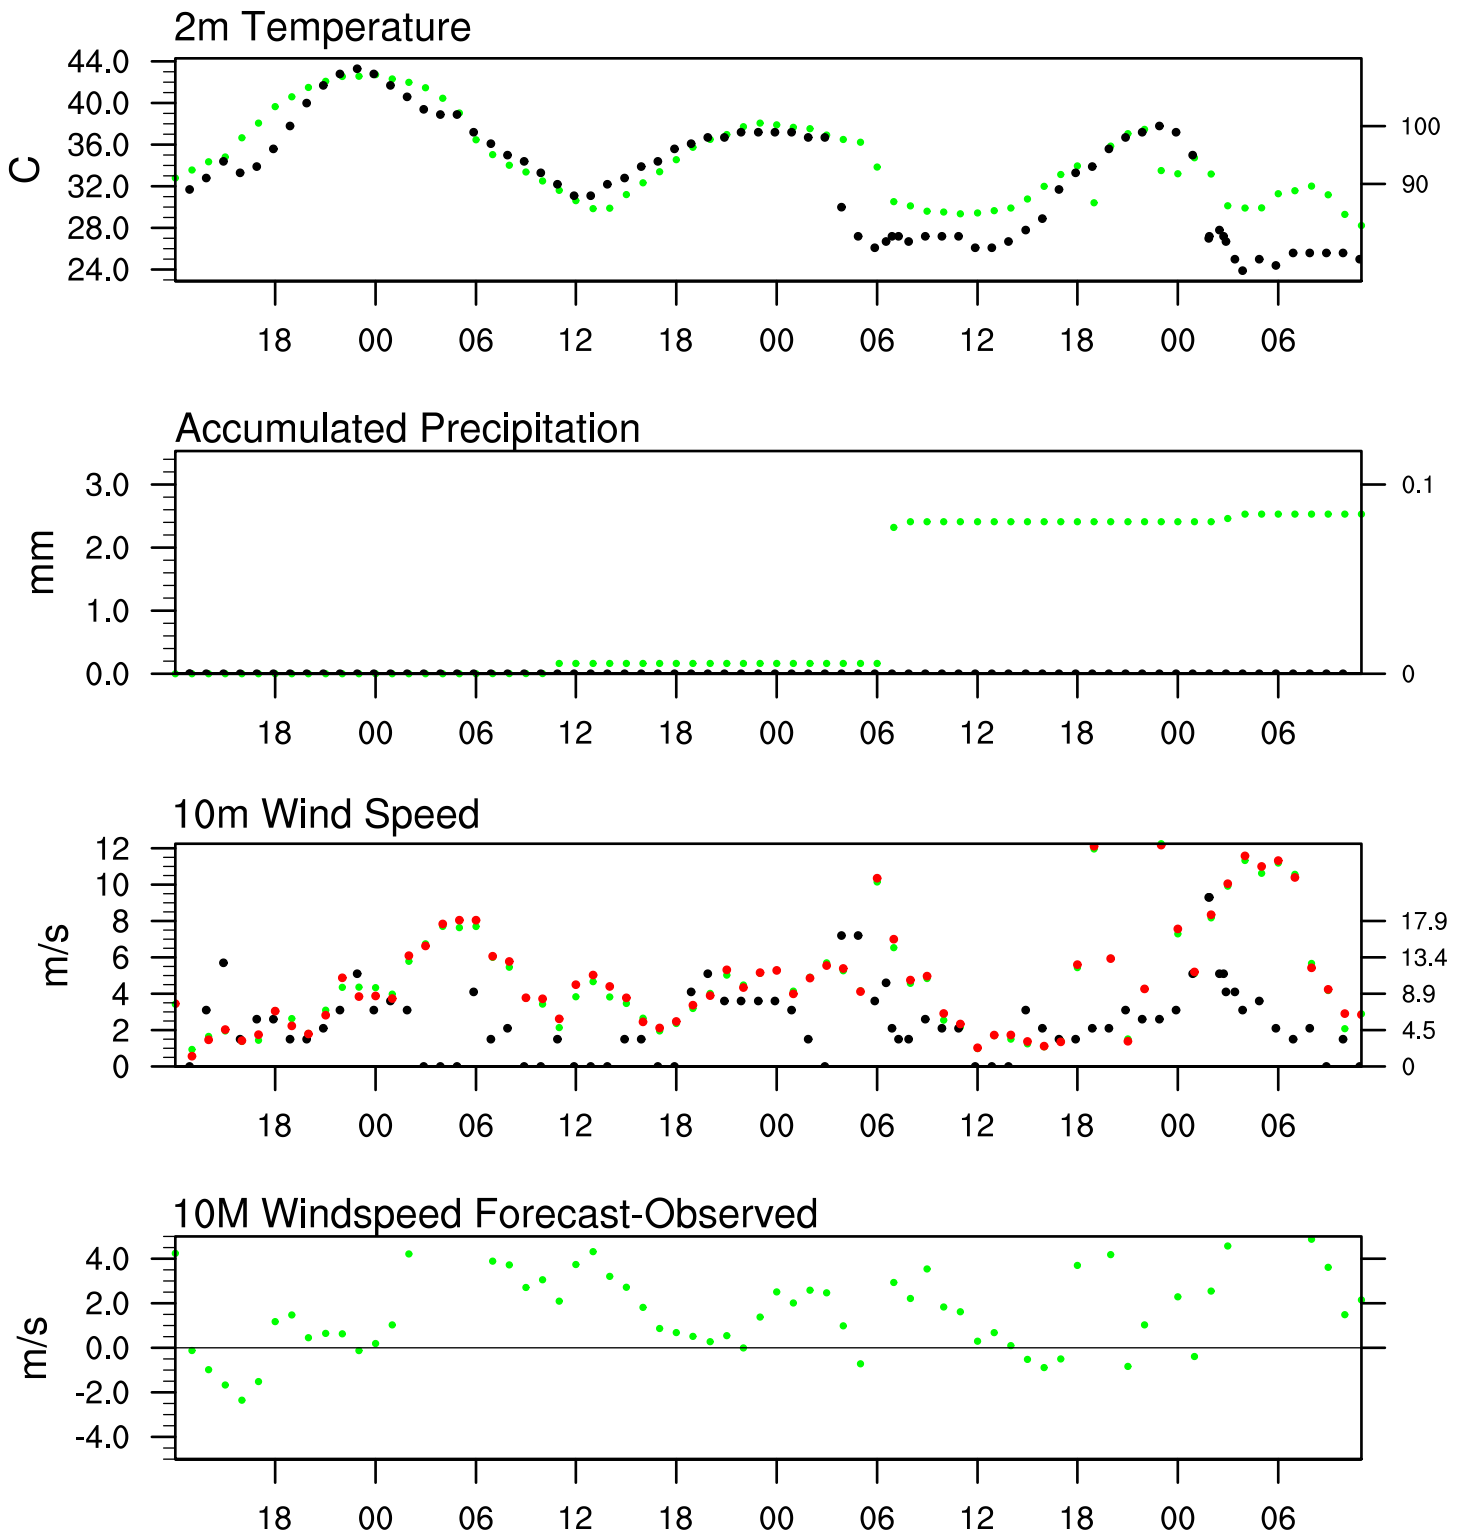 2m Temperature
44.0
40.0
36.0
32.0
28.0
24.0
C
100
90
18 00 06 12 18 00 06 12 18 00 06
Accumulated Precipitation
3.0
2.0
1.0
0.0
mm
0.1
0
18 00 06 12 18 00 06 12 18 00 06
10m Wind Speed
12
10
8
6
4
2
0
m/s
17.9
13.4
8.9
4.5
0
18 00 06 12 18 00 06 12 18 00 06
10M Windspeed Forecast-Observed
4.0
2.0
0.0
-2.0
-4.0
m/s
18 00 06 12 18 00 06 12 18 00 06